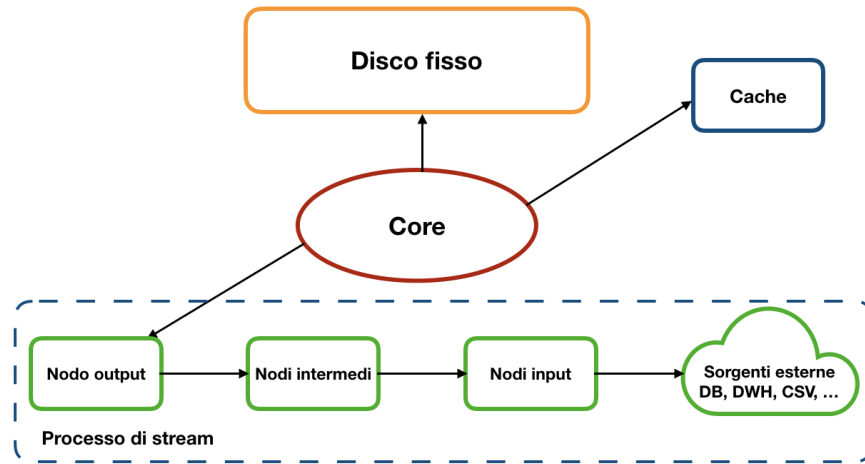 Disco fisso
Cache
Core
Nodo output
Nodi intermedi
Nodi input
Sorgenti esterne
DB, DWH, CSV, ...
Processo di stream